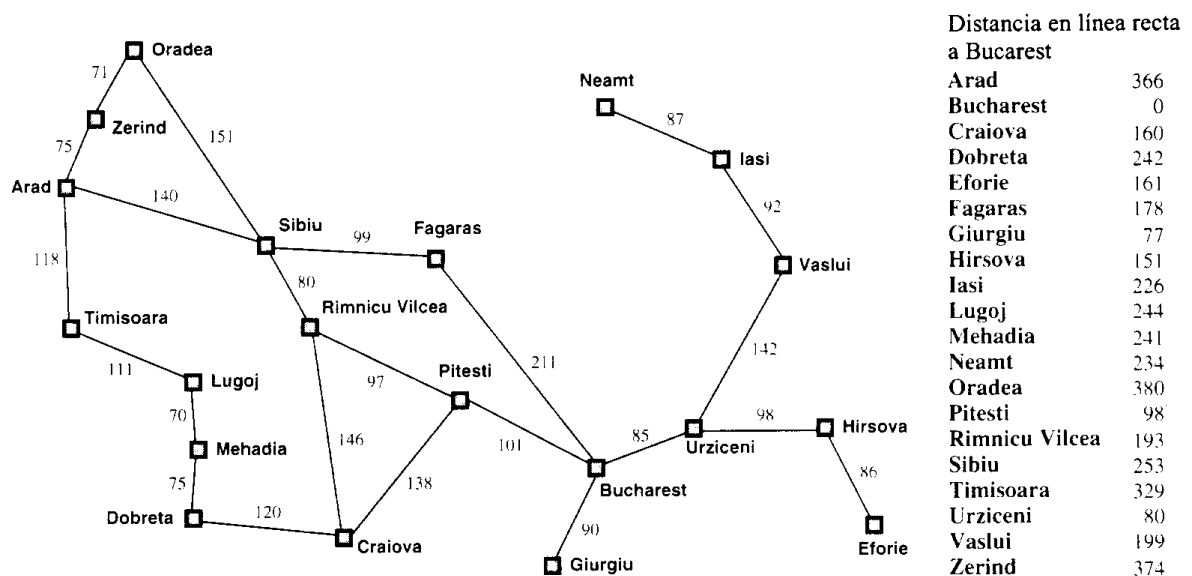 Oradea
71
Neamt
Zerind
87
75
151
Iasi
Arad
140
92
Sibiu
99
Fagaras
118
80
Vaslui
Timisoara
Rimnicu Vilcea
111
Lugoj
97
Pitesti
211
142
70
146
98
Hirsova
Mehadia
101
85
Urziceni
75
138
86
Dobreta
120
Bucharest
Craiova
90
Eforie
Giurgiu
Distancia en línea recta
a Bucarest
Arad 366
Bucharest 0
Craiova 160
Dobreta 242
Eforie 161
Fagaras 178
Giurgiu 77
Hirsova 151
Iasi 226
Lugoj 244
Mehadia 241
Neamt 234
Oradea 380
Pitesti 98
Rimnicu Vilcea 193
Sibiu 253
Timisoara 329
Urziceni 80
Vaslui 199
Zerind 374